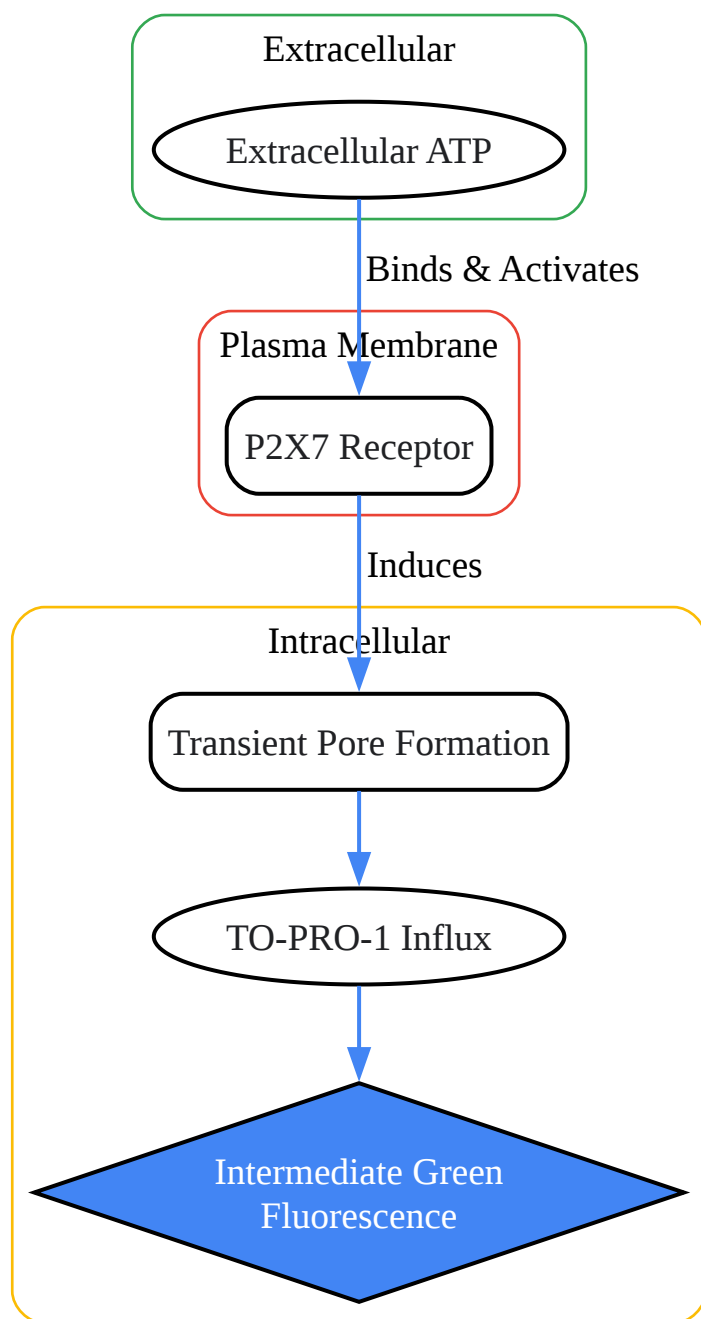 Extracellular
Extracellular ATP
Binds & Activates
Plasma Membrane
P2X7 Receptor
Induces
Intracellular
Transient Pore Formation
TO-PRO-1 Influx
Intermediate Green
Fluorescence